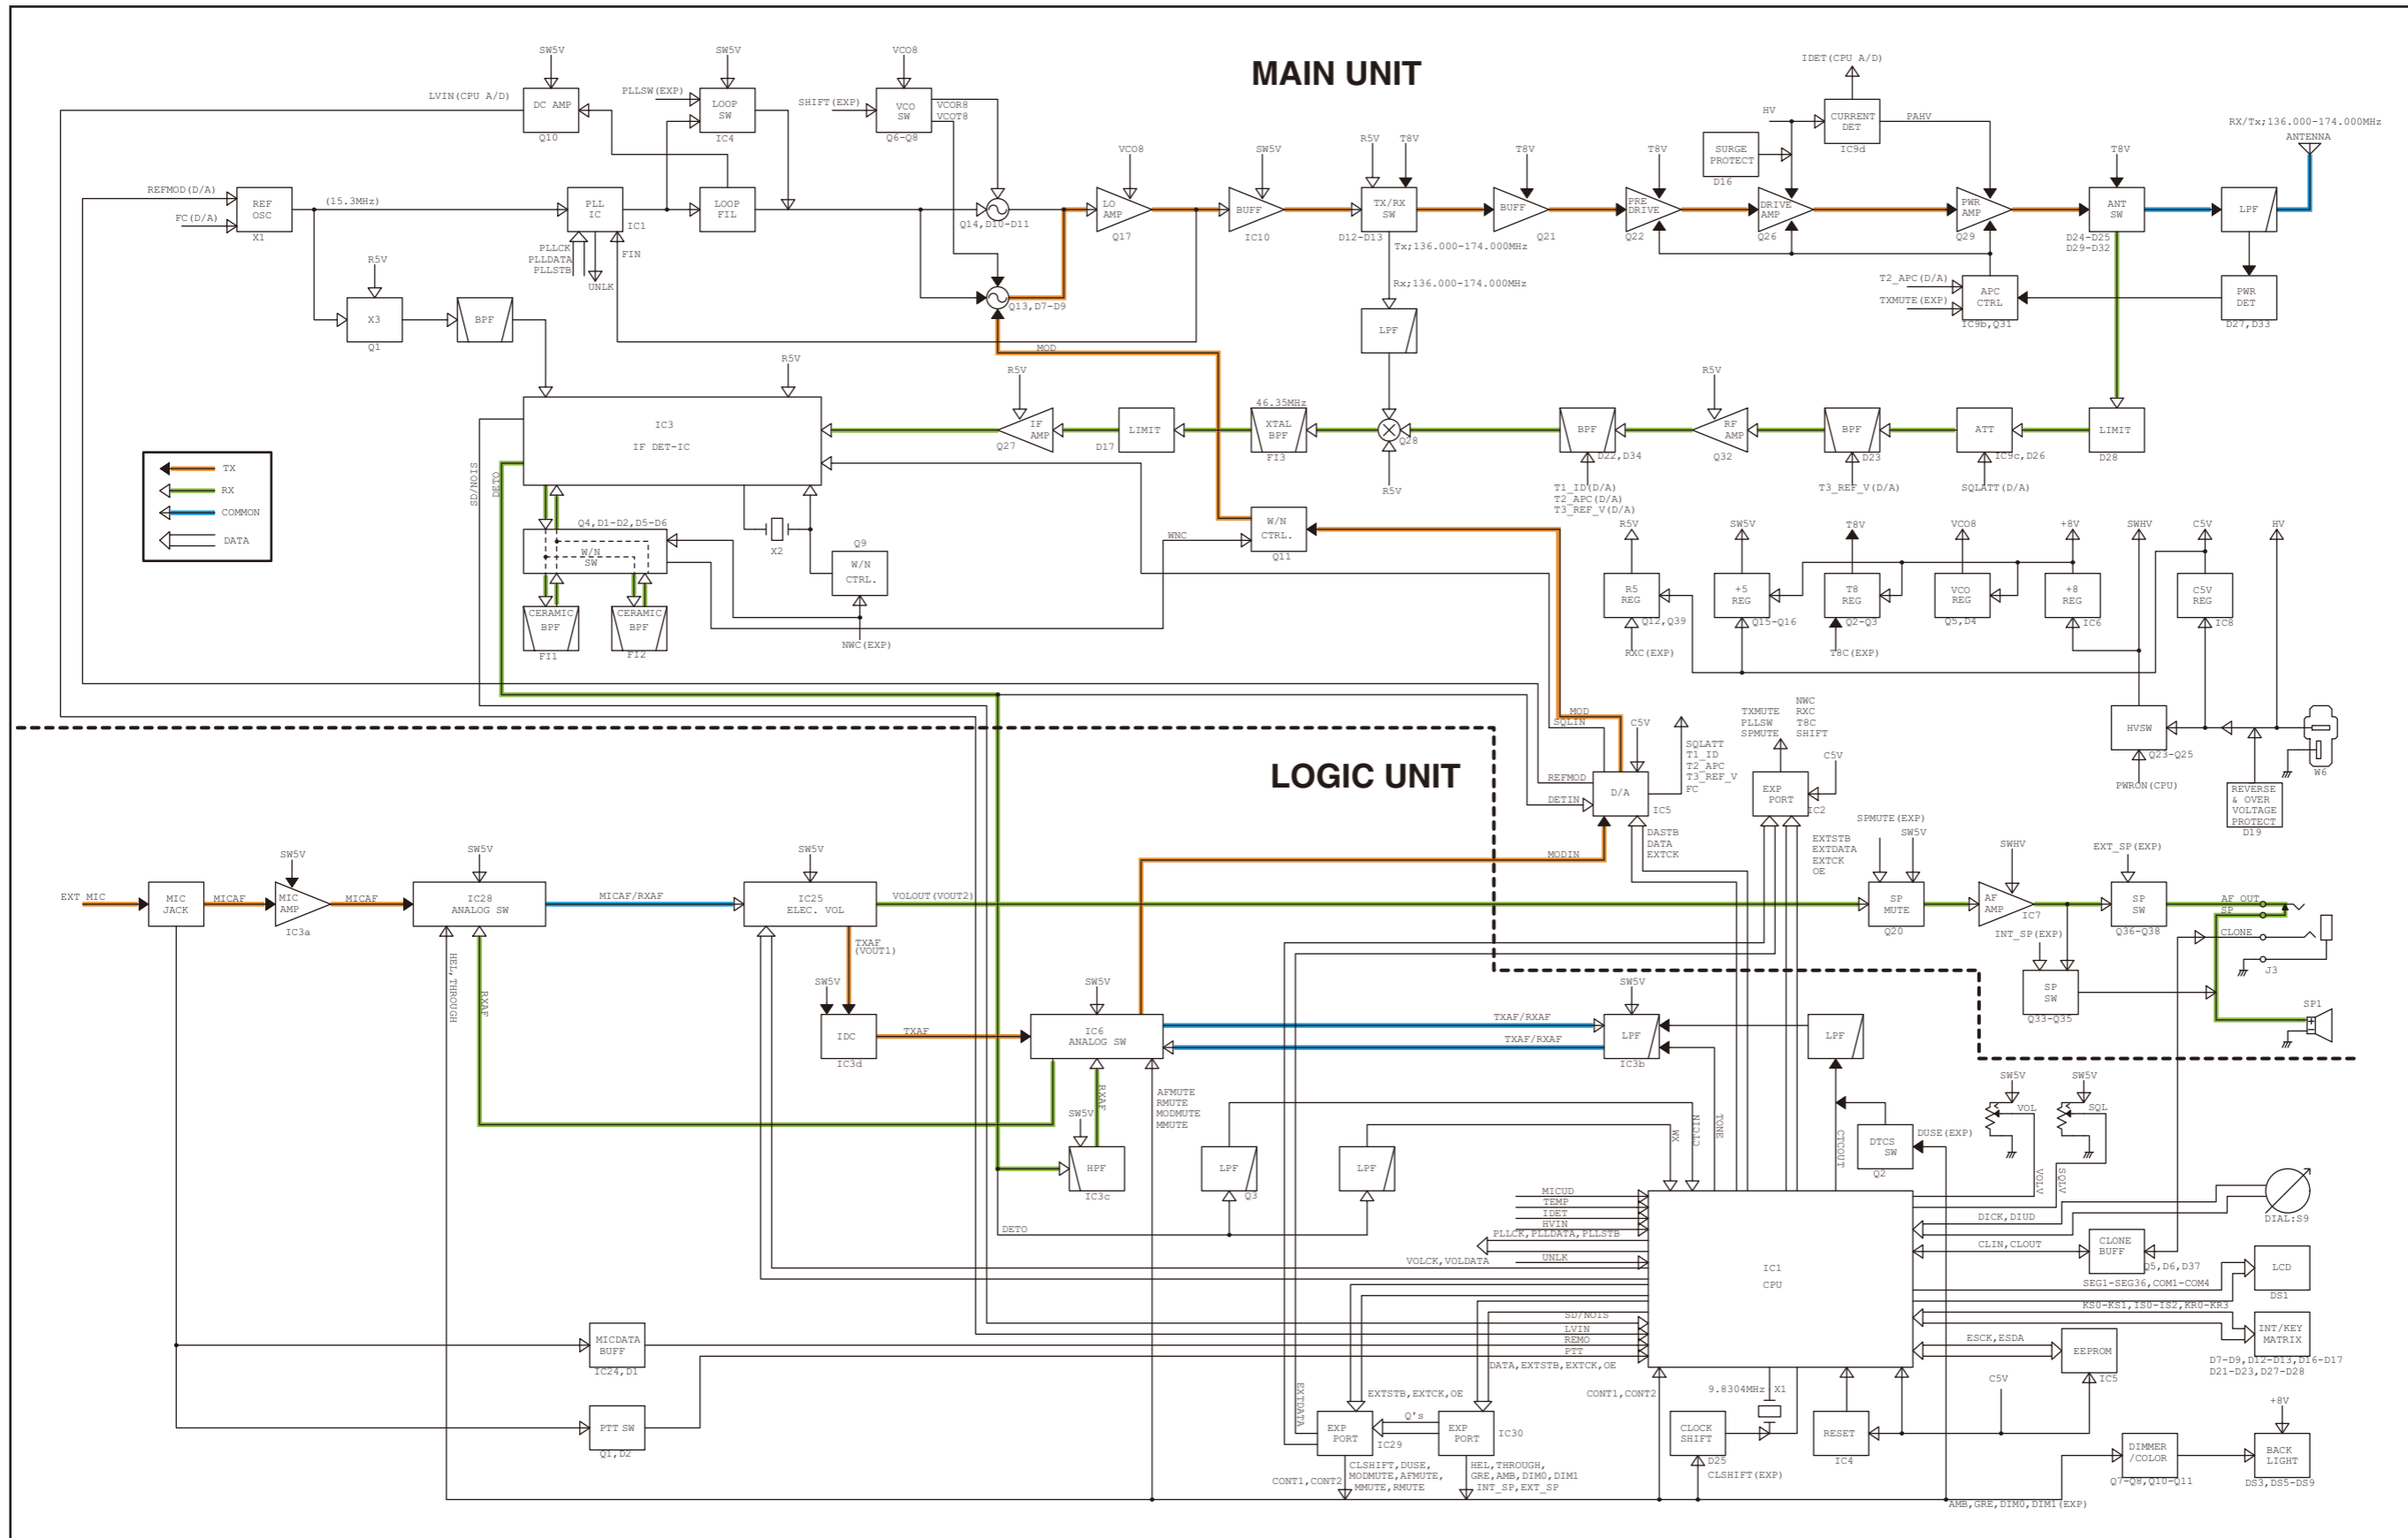 MAIN UNIT
SW5V
SW5V
VCO8
IDET(CPU A/D)
LVIN(CPU A/D)
DC AMP
Q10
PLLSW(EXP)
LOOP
SW
IC4
SHIFT(EXP)
VCO
SW
Q6-Q8
VCOR8
VCOT8
HV
CURRENT
DET
IC9d
PAHV
SURGE
PROTECT
D16
RX/Tx;136.000-174.000MHz
ANTENNA
VCO8
SW5V
R5V
T8V
T8V
T8V
T8V
REFMOD(D/A)
FC(D/A)
REF
OSC
X1
(15.3MHz)
PLL
IC
IC1
LOOP
FIL
Q14,D10-D11
LO
AMP
Q17
BUFF
IC10
TX/RX
SW
D12-D13
BUFF
Q21
PRE
DRIVE
Q22
DRIVE
AMP
Q26
PWR
AMP
Q29
ANT
SW
D24-D25
D29-D32
LPF
PLLCK
PLLDATA
PLLSTB
UNLK
FIN
Tx;136.000-174.000MHz
R5V
X3
Q1
BPF
Q13,D7-D9
Rx;136.000-174.000MHz
T2_APC(D/A)
TXMUTE(EXP)
APC
CTRL
IC9b,Q31
PWR
DET
D27,D33
LPF
MOD
R5V
R5V
R5V
IC3
IF DET-IC
IF
AMP
Q27
LIMIT
D17
46.35MHz
XTAL
BPF
FI3
Q28
R5V
BPF
D22,D34
RF
AMP
Q32
BPF
D23
ATT
IC9c,D26
LIMIT
D28
T1_ID(D/A)
T2_APC(D/A)
T3_REF_V(D/A)
T3_REF_V(D/A)
SQLATT(D/A)
TX
RX
COMMON
DATA
SD/NOIS
DETO
Q4,D1-D2,D5-D6
W/N
SW
X2
Q9
W/N
CTRL.
WNC
W/N
CTRL.
Q11
CERAMIC
BPF
FI1
CERAMIC
BPF
FI2
NWC(EXP)
R5V
SW5V
T8V
VCO8
+8V
SWHV
C5V
HV
R5
REG
Q12,Q39
+5
REG
Q15-Q16
T8
REG
Q2-Q3
VCO
REG
Q5,D4
+8
REG
IC6
C5V
REG
IC8
RXC(EXP)
T8C(EXP)
HVSW
Q23-Q25
PWRON(CPU)
REVERSE
& OVER
VOLTAGE
PROTECT
D19
W6
LOGIC UNIT
MOD
SQLIN
C5V
REFMOD
DETIN
D/A
IC5
SQLATT
T1_ID
T2_APC
T3_REF_V
FC
TXMUTE
PLLSW
SPMUTE
NWC
RXC
T8C
SHIFT
C5V
EXP
PORT
IC2
MODIN
DASTB
DATA
EXTCK
EXTSTB
EXTDATA
EXTCK
OE
SPMUTE(EXP)
SW5V
SWHV
EXT_SP(EXP)
EXT MIC
MIC
JACK
MICAF
SW5V
MIC
AMP
IC3a
MICAF
SW5V
IC28
ANALOG SW
MICAF/RXAF
SW5V
IC25
ELEC. VOL
VOLOUT(VOUT2)
SP
MUTE
Q20
AF
AMP
IC7
SP
SW
Q36-Q38
AF OUT
SP
CLONE
J3
INT_SP(EXP)
SP
SW
Q33-Q35
SP1
HEL,THROUGH
RXAF
TXAF
(VOUT1)
SW5V
IDC
IC3d
TXAF
SW5V
IC6
ANALOG SW
TXAF/RXAF
TXAF/RXAF
SW5V
LPF
IC3b
LPF
RXAF
SW5V
HPF
IC3c
AFMUTE
RMUTE
MODMUTE
MMUTE
LPF
Q3
LPF
WX
CTCIN
TONE
CTCOUT
DUSE(EXP)
DTCS
SW
Q2
SW5V
VOL
SW5V
SQL
VOLV
SQLV
DETO
MICUD
TEMP
IDET
HVIN
PLLCK,PLLDATA,PLLSTB
UNLK
VOLCK,VOLDATA
IC1
CPU
DICK,DIUD
DIAL:S9
CLIN,CLOUT
CLONE
BUFF
Q5,D6,D37
SEG1-SEG36,COM1-COM4
LCD
DS1
KS0-KS1,IS0-IS2,KR0-KR3
INT/KEY
MATRIX
D7-D9,D12-D13,D16-D17
D21-D23,D27-D28
ESCK,ESDA
EEPROM
IC5
SD/NOIS
LVIN
REMO
PTT
DATA,EXTSTB,EXTCK,OE
MICDATA
BUFF
IC24,D1
PTT SW
Q1,D2
EXTDATA
EXTSTB,EXTCK,OE
EXP
PORT
IC29
Q's
EXP
PORT
IC30
CONT1,CONT2
CLSHIFT,DUSE,
MODMUTE,AFMUTE,
MMUTE,RMUTE
HEL,THROUGH,
GRE,AMB,DIM0,DIM1
INT_SP,EXT_SP
CONT1,CONT2
9.8304MHz X1
CLOCK
SHIFT
D25
CLSHIFT(EXP)
RESET
IC4
C5V
+8V
DIMMER
/COLOR
Q7-Q8,Q10-Q11
BACK
LIGHT
DS3,DS5-DS9
AMB,GRE,DIM0,DIM1(EXP)